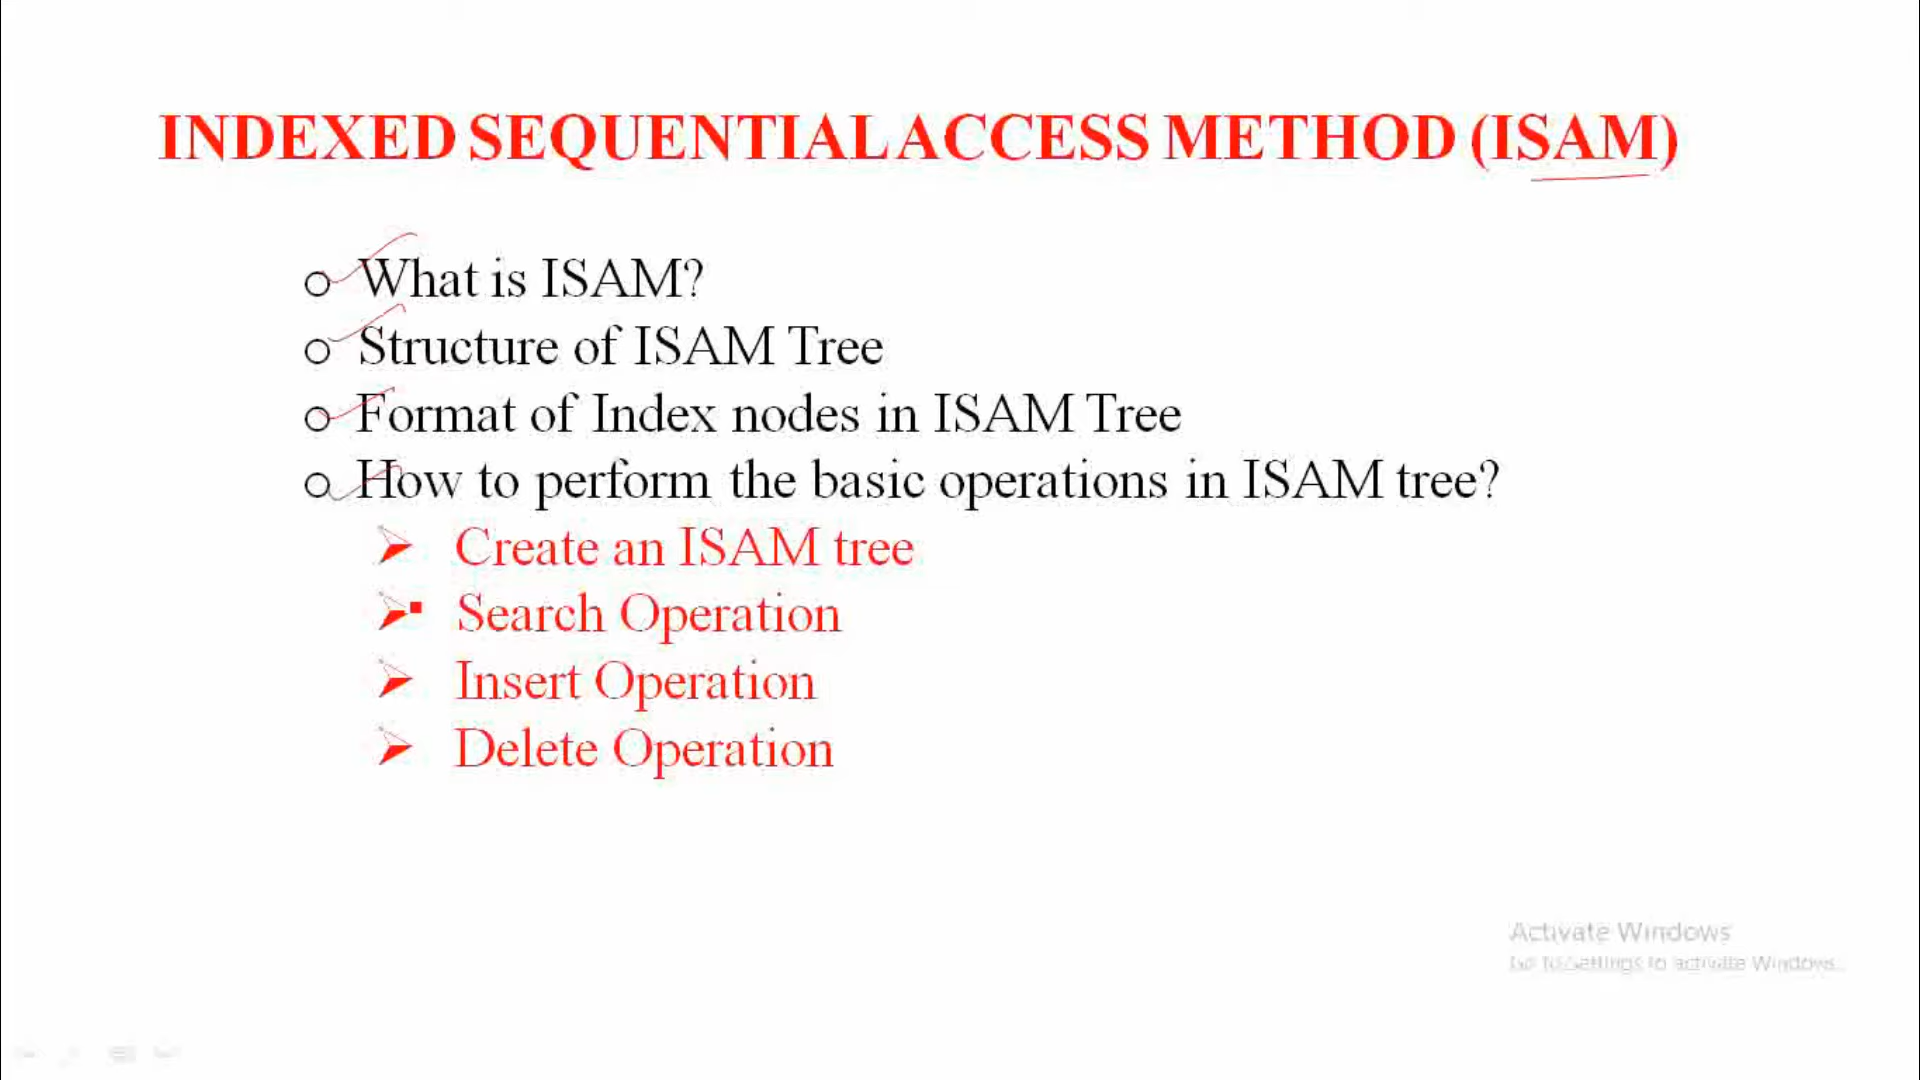 INDEXED SEQUENTIAL ACCESS METHOD (ISAM)
What is ISAM?
Structure of ISAM Tree
Format of Index nodes in ISAM Tree
How to perform the basic operations in ISAM tree?
Create an ISAM tree
Search Operation
Insert Operation
Delete Operation
Activate Windows
Go to Settings to activate Windows.